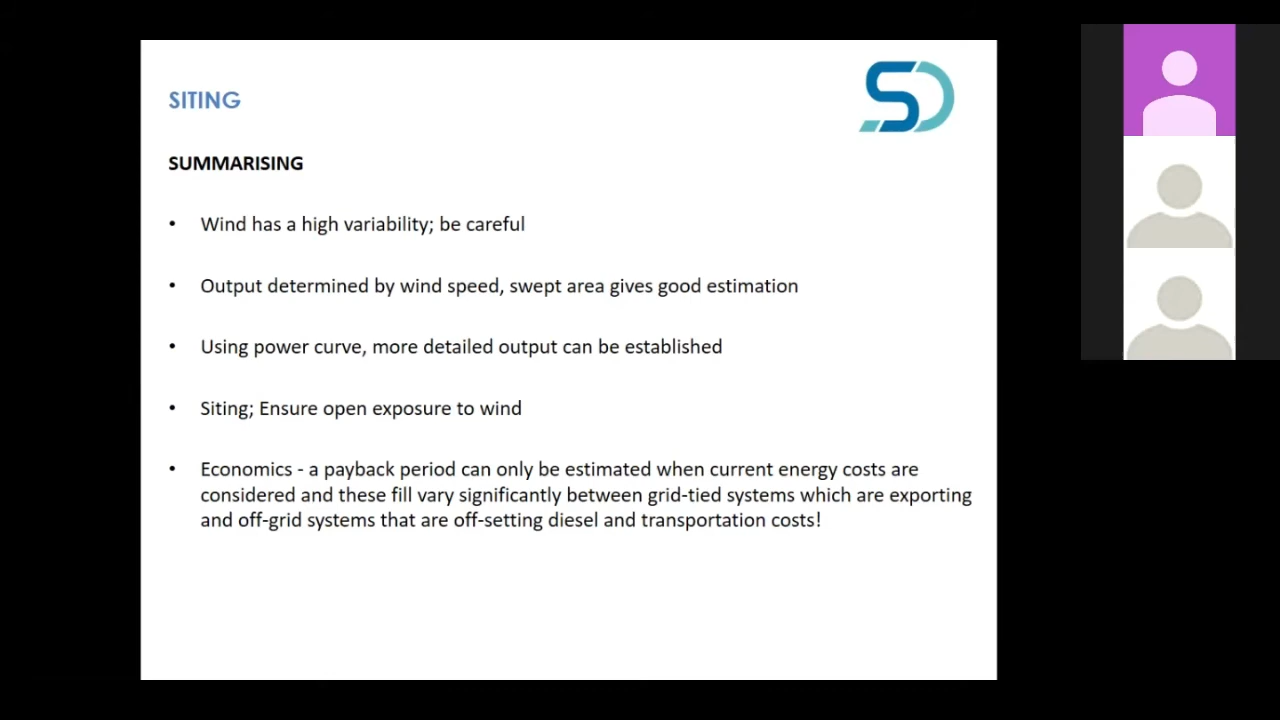 SITING
SD
SUMMARISING
• Wind has a high variability; be careful
• Output determined by wind speed, swept area gives good estimation
• Using power curve, more detailed output can be established
• Siting; Ensure open exposure to wind
• Economics - a payback period can only be estimated when current energy costs are
considered and these fill vary significantly between grid-tied systems which are exporting
and off-grid systems that are off-setting diesel and transportation costs!